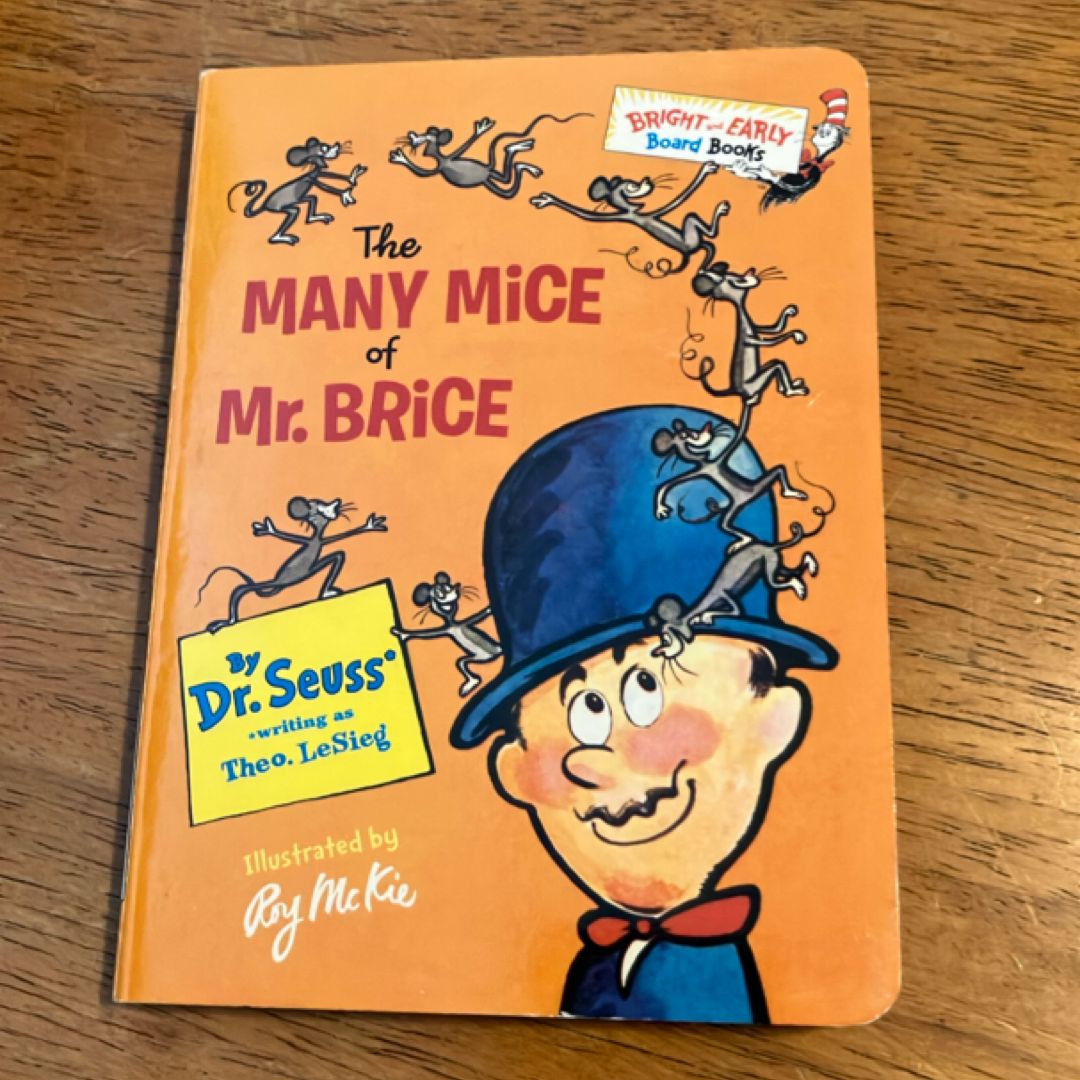 BRIGHT and EARLY
Board Books
The
MANY MiCE
of
Mr. BRiCE
By
Dr. Seuss*
*writing as
Theo. LeSieg
Illustrated by
Roy McKie